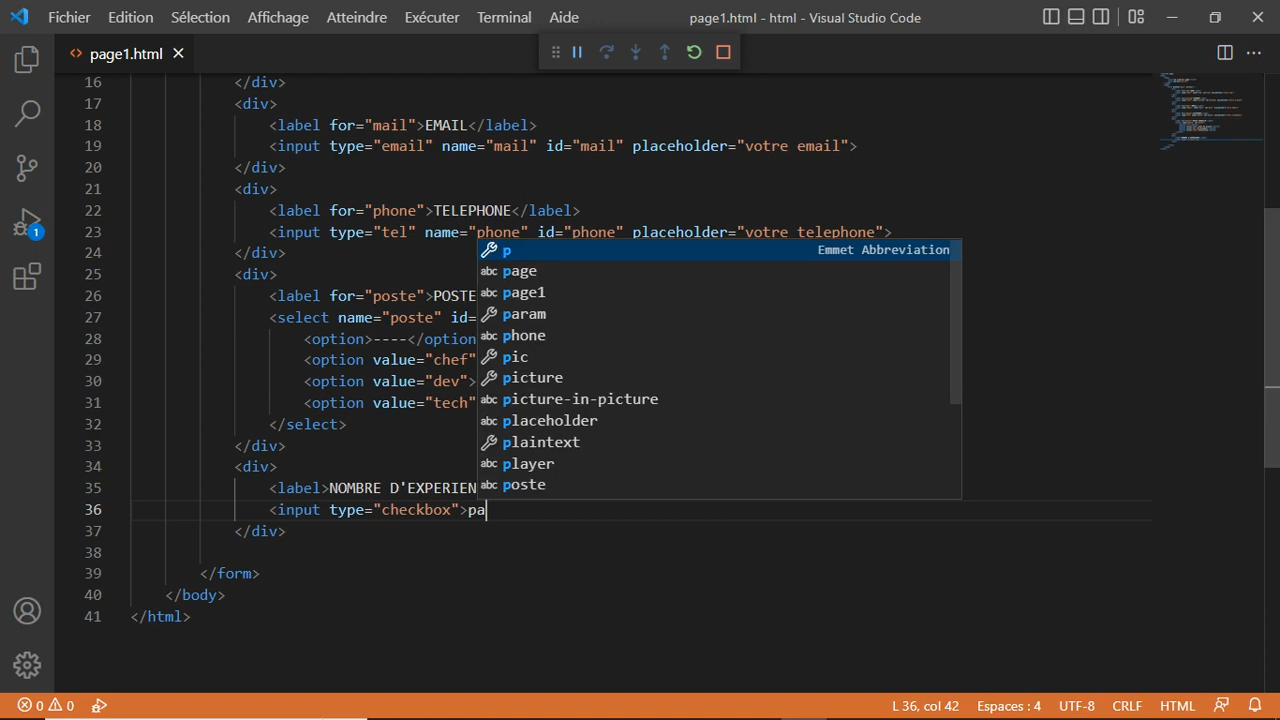 Fichier Edition Sélection Affichage Atteindre Exécuter Terminal Aide page1.html - html - Visual Studio Code
page1.html
16 </div>
17 <div>
18 <label for="mail">EMAIL</label>
19 <input type="email" name="mail" id="mail" placeholder="votre email">
20 </div>
21 <div>
22 <label for="phone">TELEPHONE</label>
23 <input type="tel" name="phone" id="phone" placeholder="votre telephone">
24 </div>
p Emmet Abbreviation
25 <div>
page
26 <label for="poste">POSTE
page1
27 <select name="poste" id=
param
28 <option>----</option
phone
29 <option value="chef"
pic
30 <option value="dev">
picture
31 <option value="tech"
picture-in-picture
32 </select>
placeholder
33 </div>
plaintext
34 <div>
player
35 <label>NOMBRE D'EXPERIEN
poste
36 <input type="checkbox">pa
37 </div>
38
39 </form>
40 </body>
41 </html>
1
0 0 L 36, col 42 Espaces : 4 UTF-8 CRLF HTML